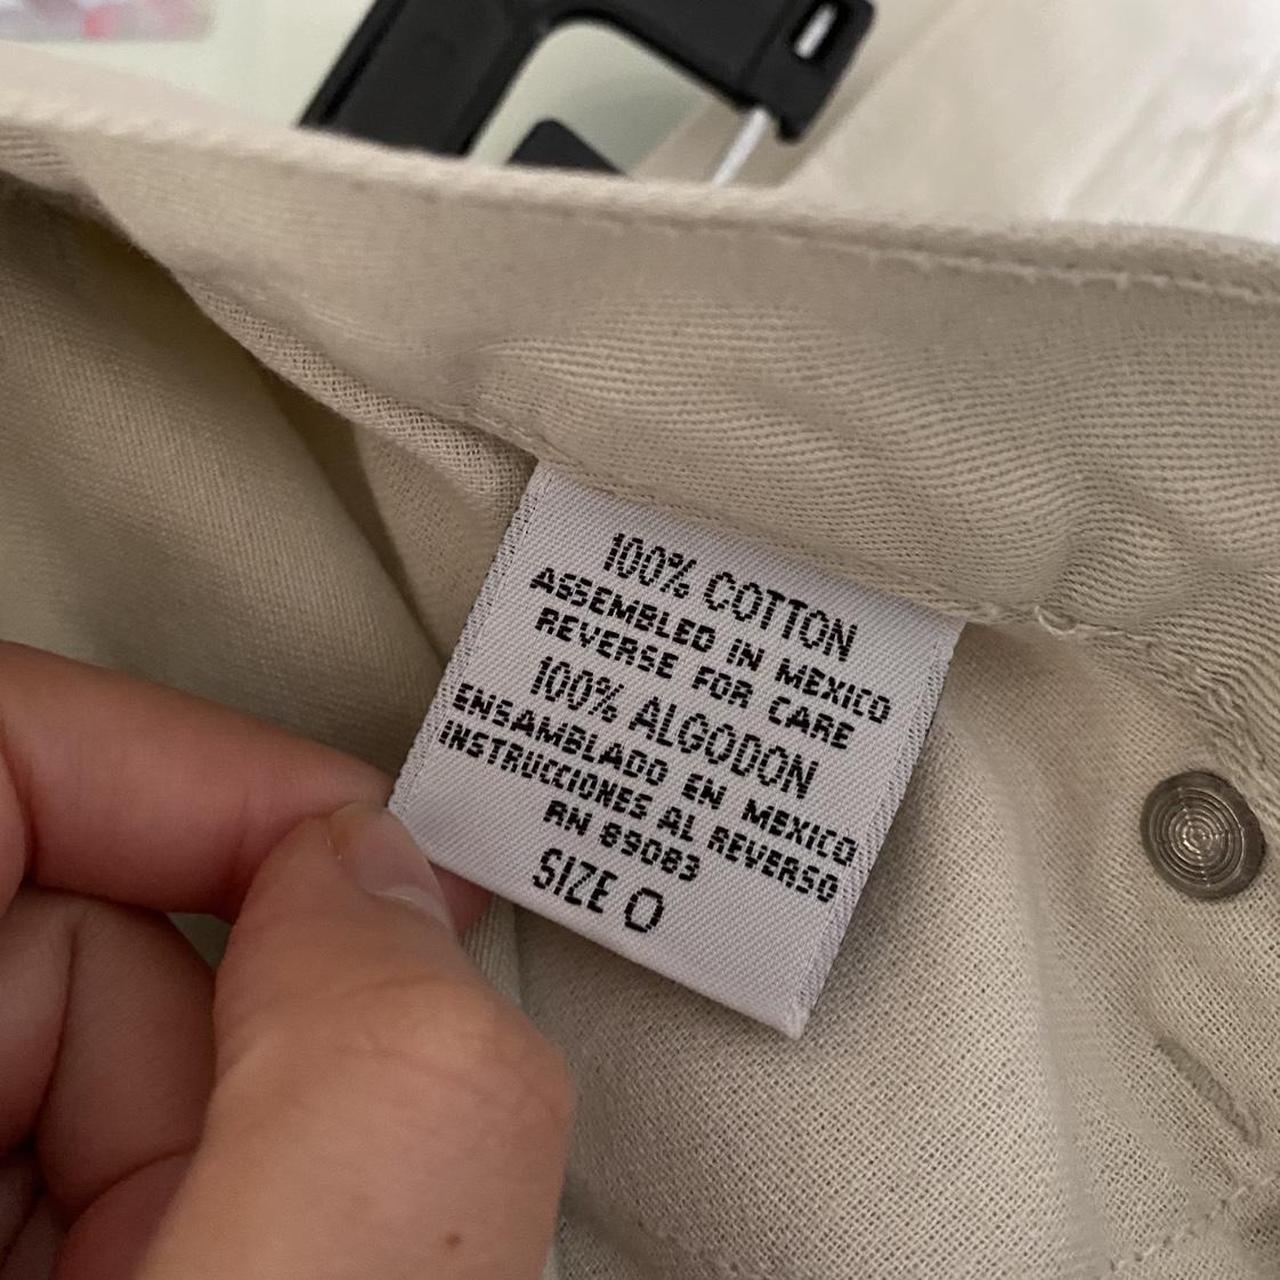 100% COTTON
ASSEMBLED IN MEXICO
REVERSE FOR CARE
100% ALGODON
ENSAMBLADO EN MEXICO
INSTRUCCIONES AL REVERSO
RN 89083
SIZE 0